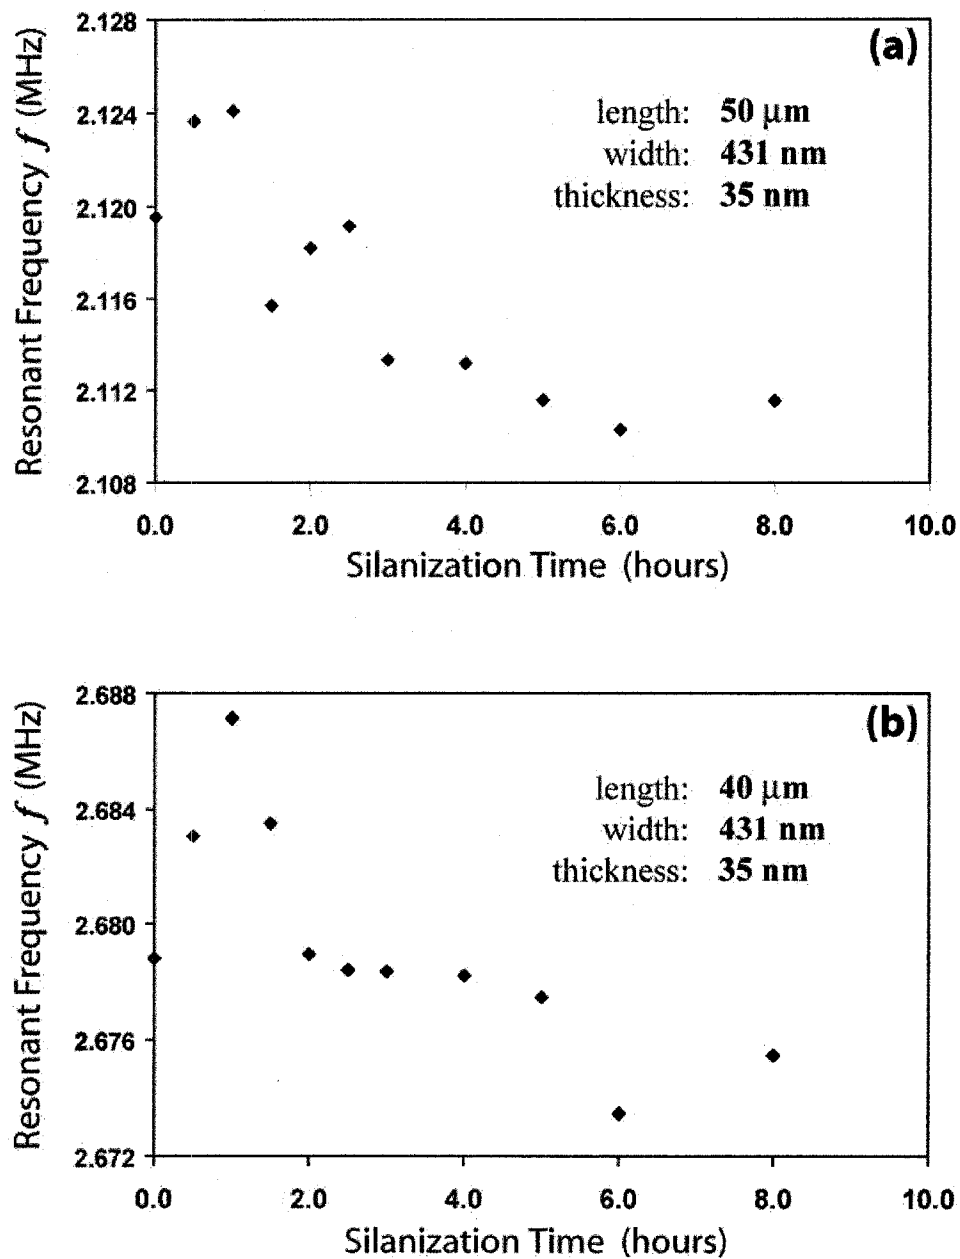 (a)
Resonant Frequency f (MHz)
2.128
2.124
2.120
2.116
2.112
2.108
length: 50 µm
width: 431 nm
thickness: 35 nm
0.0 2.0 4.0 6.0 8.0 10.0
Silanization Time (hours)
(b)
Resonant Frequency f (MHz)
2.688
2.684
2.680
2.676
2.672
length: 40 µm
width: 431 nm
thickness: 35 nm
0.0 2.0 4.0 6.0 8.0 10.0
Silanization Time (hours)